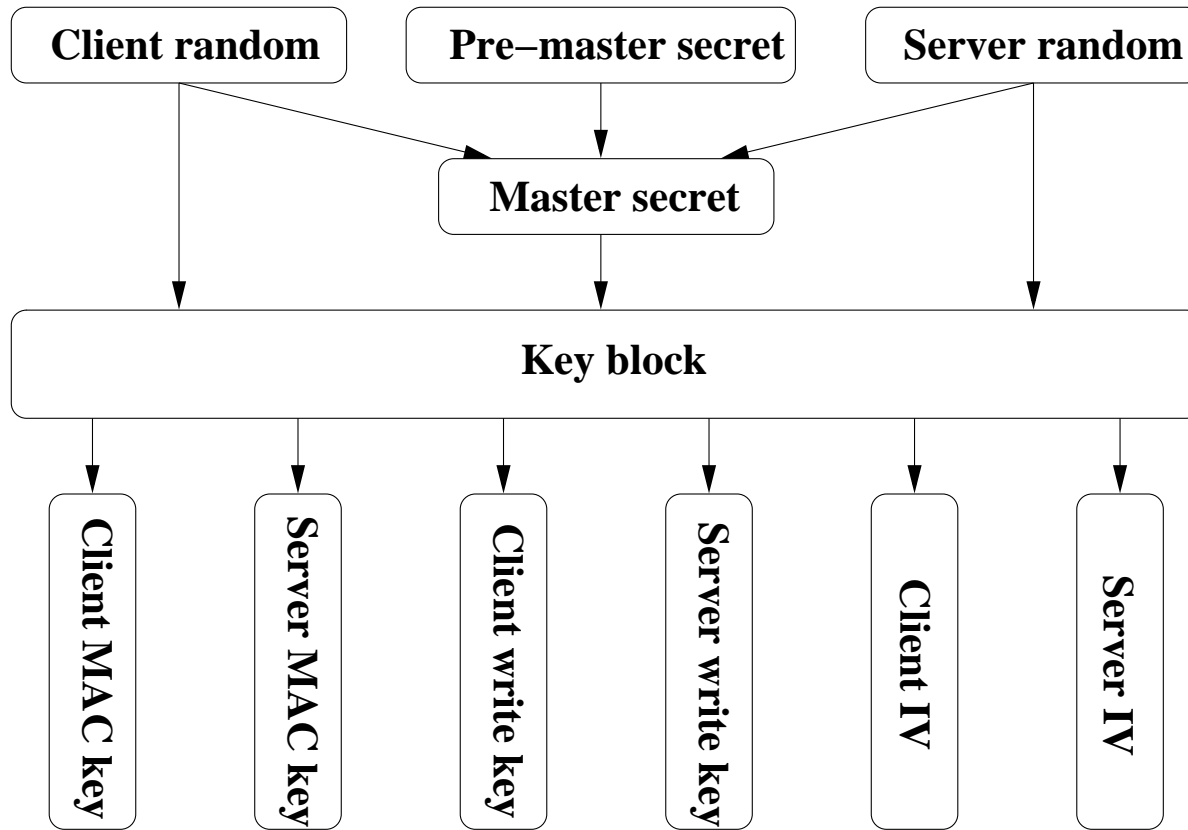 Client random
Pre−master secret
Server random
Master secret
Key block
Client MAC key
Server MAC key
Client write key
Server write key
Client IV
Server IV